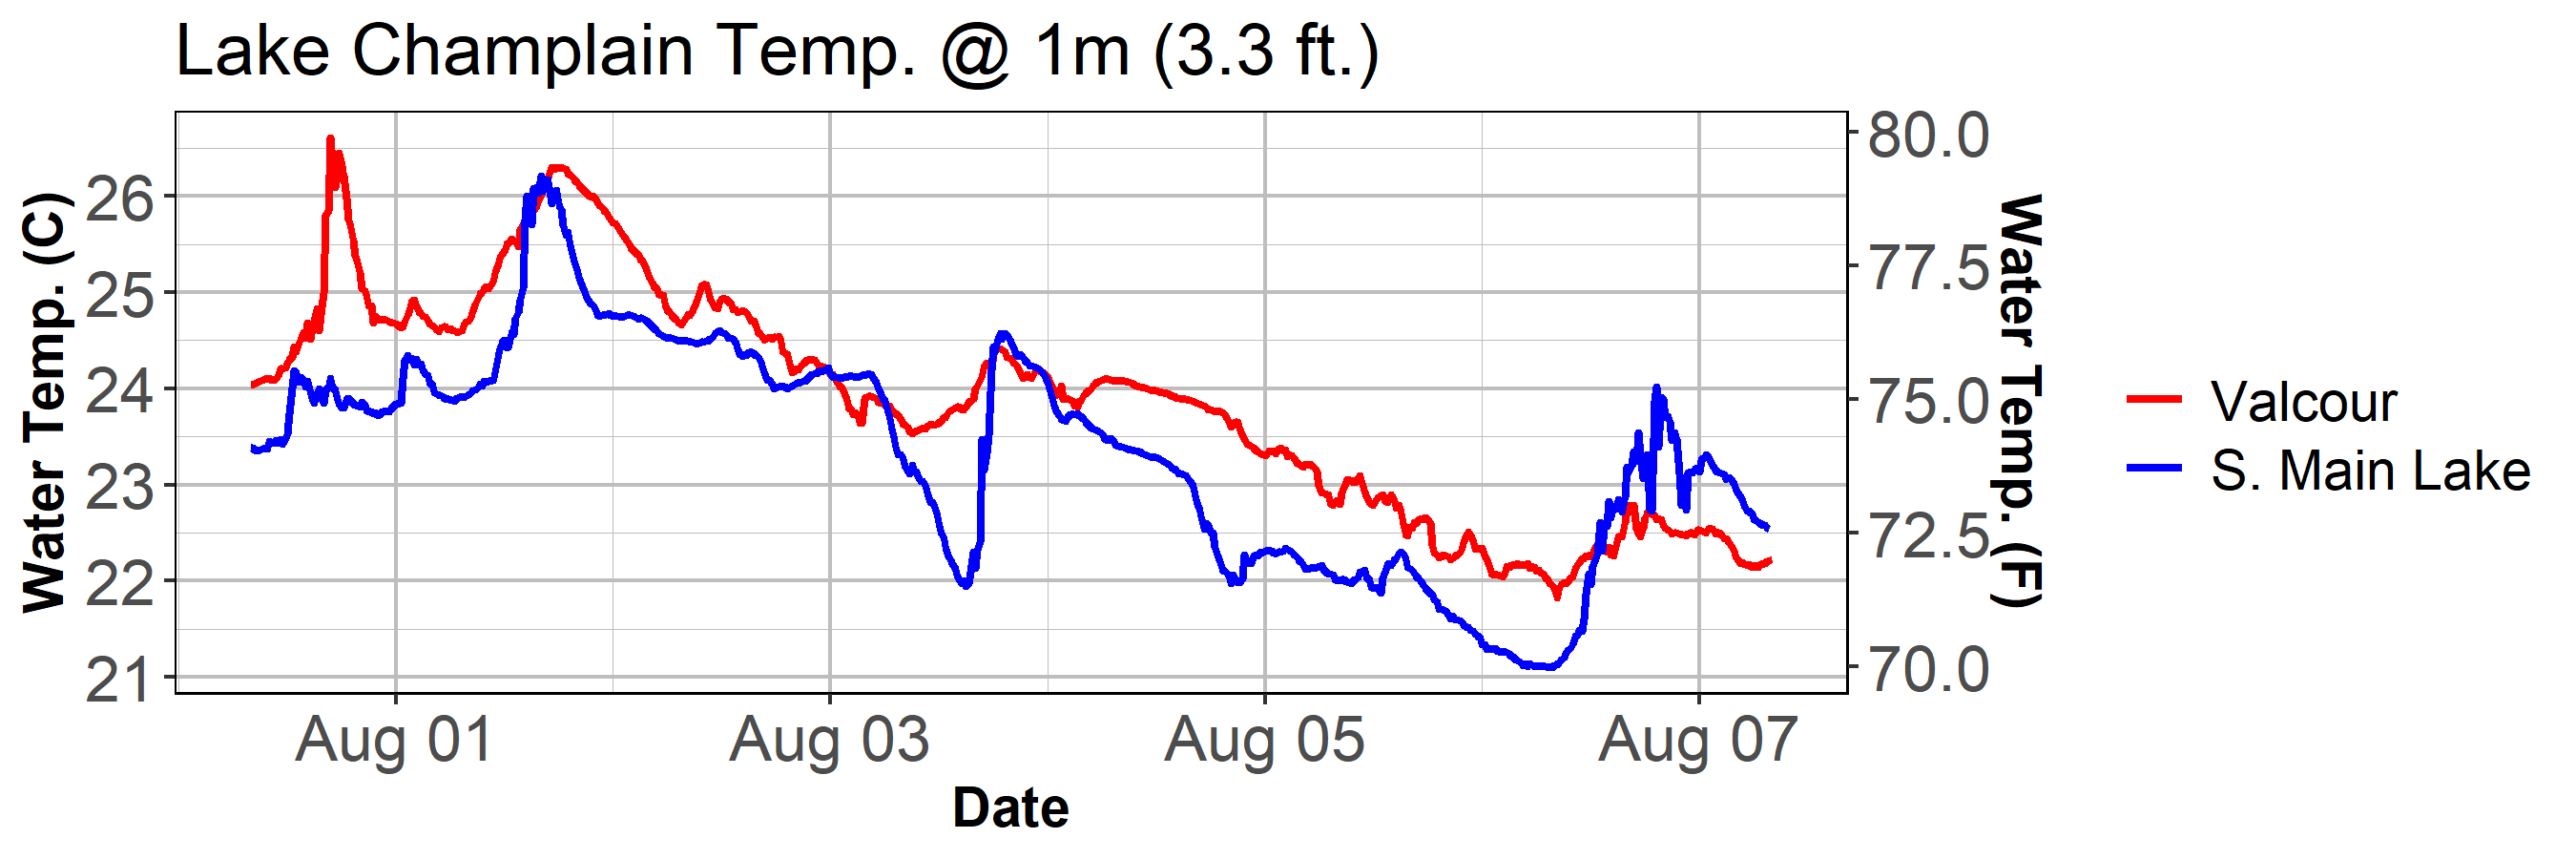 Lake Champlain Temp. @ 1m (3.3 ft.)
Water Temp. (C)
26
25
24
23
22
21
80.0
77.5
75.0
72.5
70.0
Water Temp. (F)
Valcour
S. Main Lake
Aug 01
Aug 03
Aug 05
Aug 07
Date